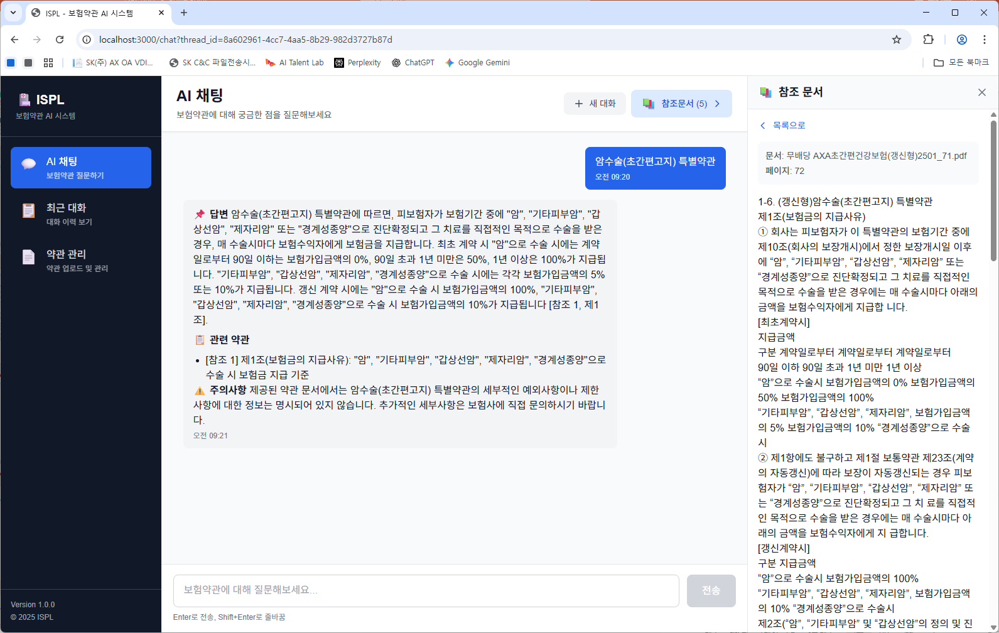 ISPL - 보험약관 AI 시스템
localhost:3000/chat?thread_id=8a602961-4cc7-4aa5-8b29-982d3727b87d
SK(주) AX OA VDI...
SK C&C 파일전송시...
AI Talent Lab
Perplexity
ChatGPT
Google Gemini
모든 북마크
ISPL
보험약관 AI 시스템
AI 채팅
보험약관 질문하기
최근 대화
대화 이력 보기
약관 관리
약관 업로드 및 관리
Version 1.0.0
© 2025 ISPL
AI 채팅
보험약관에 대해 궁금한 점을 질문해보세요
새 대화
참조문서 (5)
암수술(초간편고지) 특별약관
오전 09:20
답변 암수술(초간편고지) 특별약관에 따르면, 피보험자가 보험기간 중에 "암", "기타피부암", "갑
상선암", "제자리암" 또는 "경계성종양"으로 진단확정되고 그 치료를 직접적인 목적으로 수술을 받은
경우, 매 수술시마다 보험수익자에게 보험금을 지급합니다. 최초 계약 시 "암"으로 수술 시에는 계약
일로부터 90일 이하는 보험가입금액의 0%, 90일 초과 1년 미만은 50%, 1년 이상은 100%가 지급됩
니다. "기타피부암", "갑상선암", "제자리암", "경계성종양"으로 수술 시에는 각각 보험가입금액의 5%
또는 10%가 지급됩니다. 갱신 계약 시에는 "암"으로 수술 시 보험가입금액의 100%, "기타피부암",
"갑상선암", "제자리암", "경계성종양"으로 수술 시 보험가입금액의 10%가 지급됩니다 [참조 1, 제1
조].
관련 약관
• [참조 1] 제1조(보험금의 지급사유): "암", "기타피부암", "갑상선암", "제자리암", "경계성종양"으로
수술 시 보험금 지급 기준
주의사항 제공된 약관 문서에서는 암수술(초간편고지) 특별약관의 세부적인 예외사항이나 제한
사항에 대한 정보는 명시되어 있지 않습니다. 추가적인 세부사항은 보험사에 직접 문의하시기 바랍니
다.
오전 09:21
보험약관에 대해 질문해보세요...
전송
Enter로 전송, Shift+Enter로 줄바꿈
참조 문서
목록으로
문서: 무배당 AXA초간편건강보험(갱신형)2501_71.pdf
페이지: 72
1-6. (갱신형)암수술(초간편고지) 특별약관
제1조(보험금의 지급사유)
① 회사는 피보험자가 이 특별약관의 보험기간 중에
제10조(회사의 보장개시)에서 정한 보장개시일 이후
에 “암”, “기타피부암”, “갑상선암”, “제자리암” 또는
“경계성종양”으로 진단확정되고 그 치료를 직접적인
목적으로 수술을 받은 경우에는 매 수술시마다 아래의
금액을 보험수익자에게 지급합 니다.
[최초계약시]
지급금액
구분 계약일로부터 계약일로부터 계약일로부터
90일 이하 90일 초과 1년 미만 1년 이상
“암”으로 수술시 보험가입금액의 0% 보험가입금액의
50% 보험가입금액의 100%
“기타피부암”, “갑상선암”, “제자리암”, 보험가입금액
의 5% 보험가입금액의 10% “경계성종양”으로 수술
시
② 제1항에도 불구하고 제1절 보통약관 제23조(계약
의 자동갱신)에 따라 보장이 자동갱신되는 경우 피보
험자가 “암”, “기타피부암”, “갑상선암”, “제자리암” 또
는 “경계성종양”으로 진단확정되고 그 치 료를 직접적
인 목적으로 수술을 받은 경우에는 매 수술시마다 아
래의 금액을 보험수익자에게 지 급합니다.
[갱신계약시]
구분 지급금액
“암”으로 수술시 보험가입금액의 100%
“기타피부암”, “갑상선암”, “제자리암”, 보험가입금액
의 10% “경계성종양”으로 수술시
제2조(“암”, “기타피부암” 및 “갑상선암”의 정의 및 진